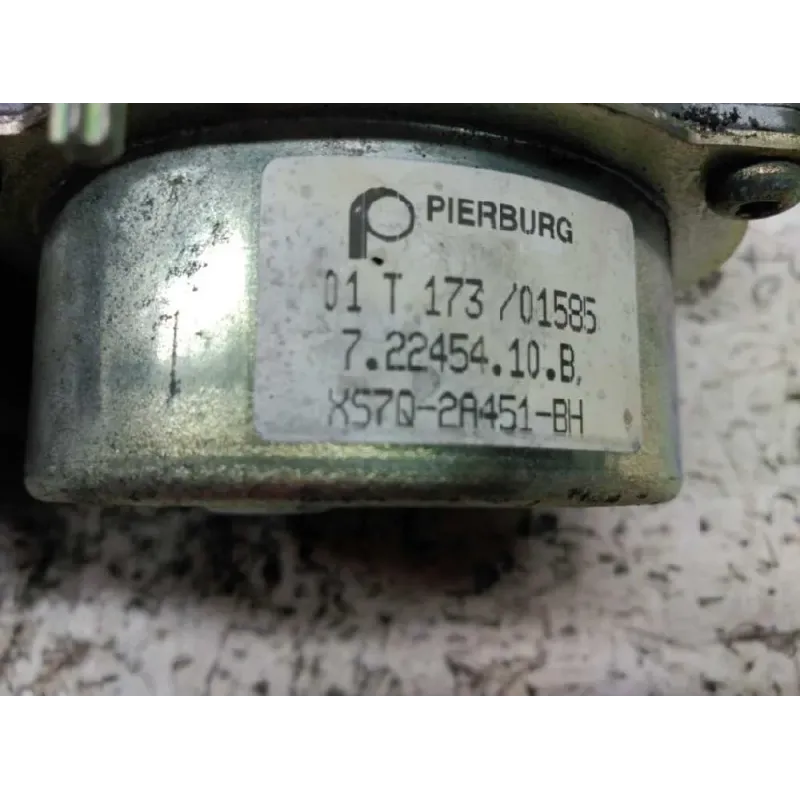 PIERBURG
01 T 173 /01585
7.22454.10.B.
XS7Q-2A451-BH